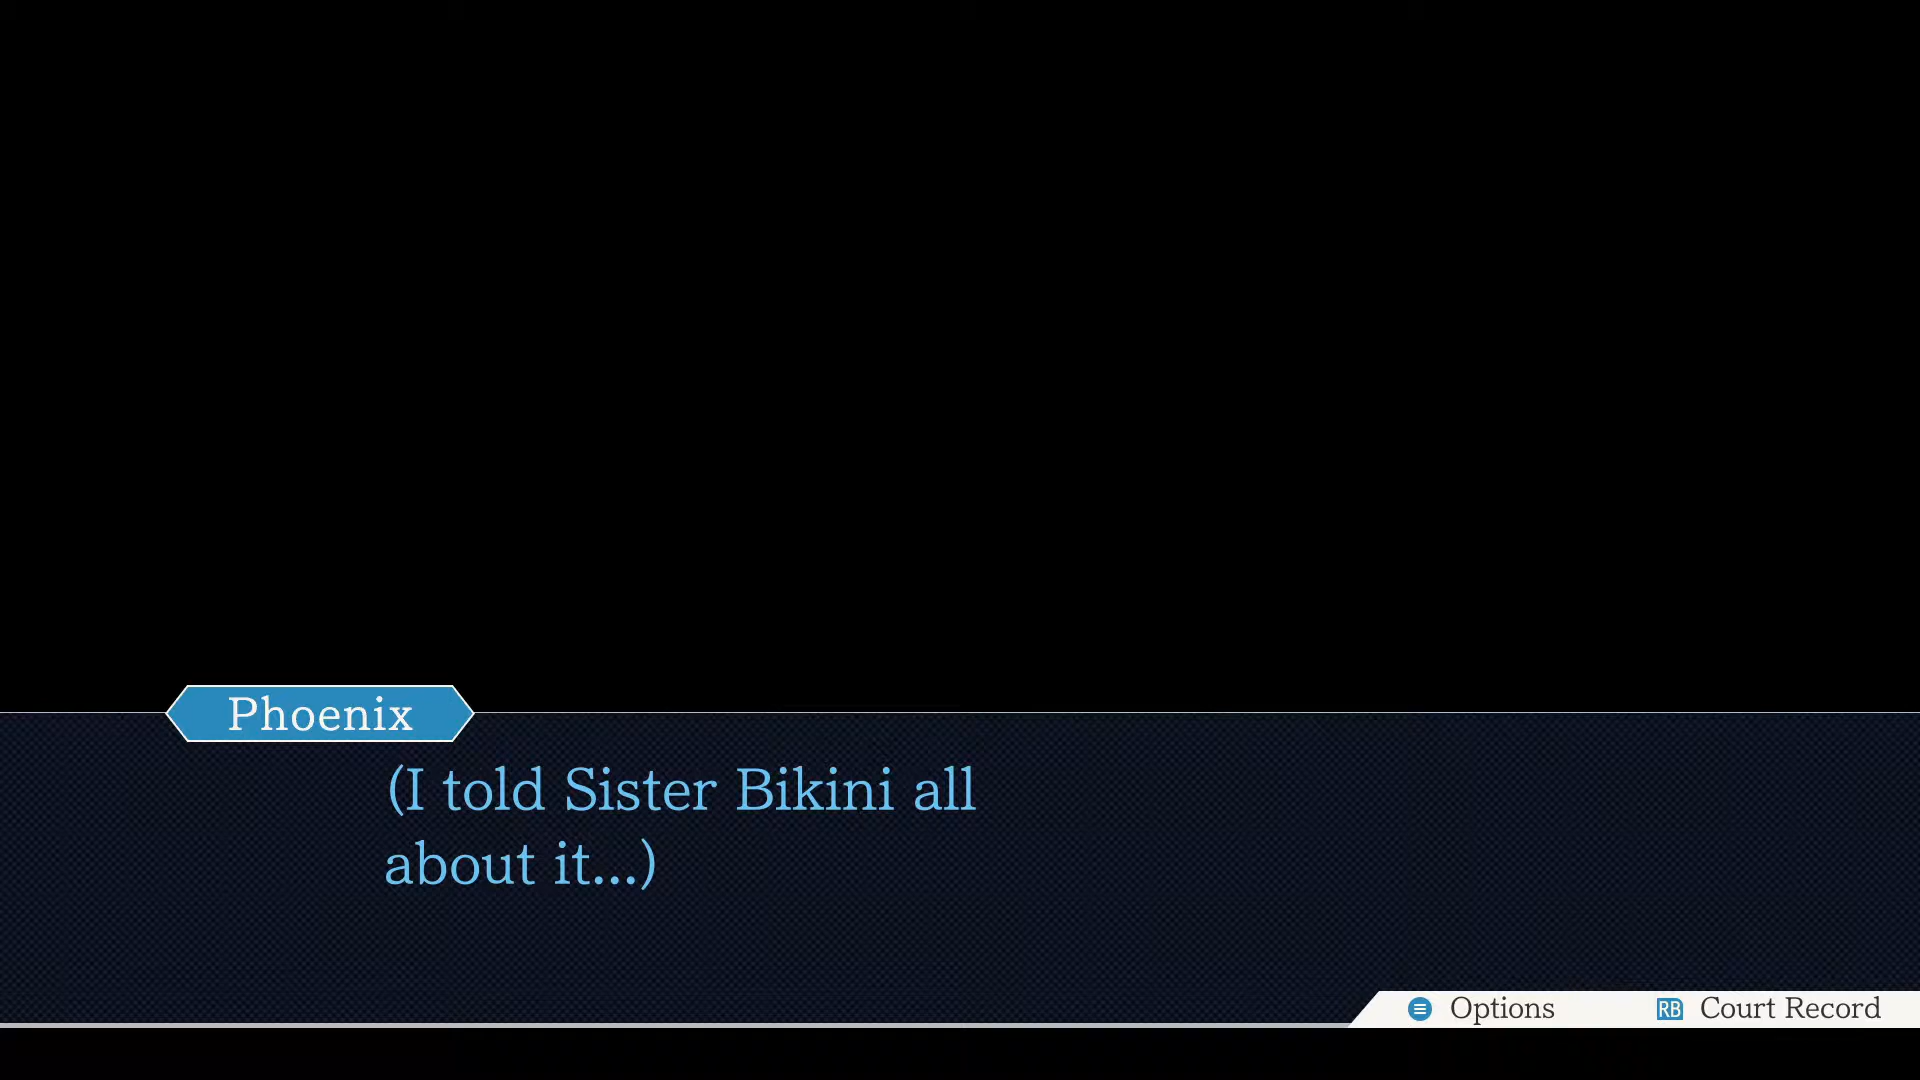 Phoenix
(I told Sister Bikini all
about it...)
Options
RB Court Record